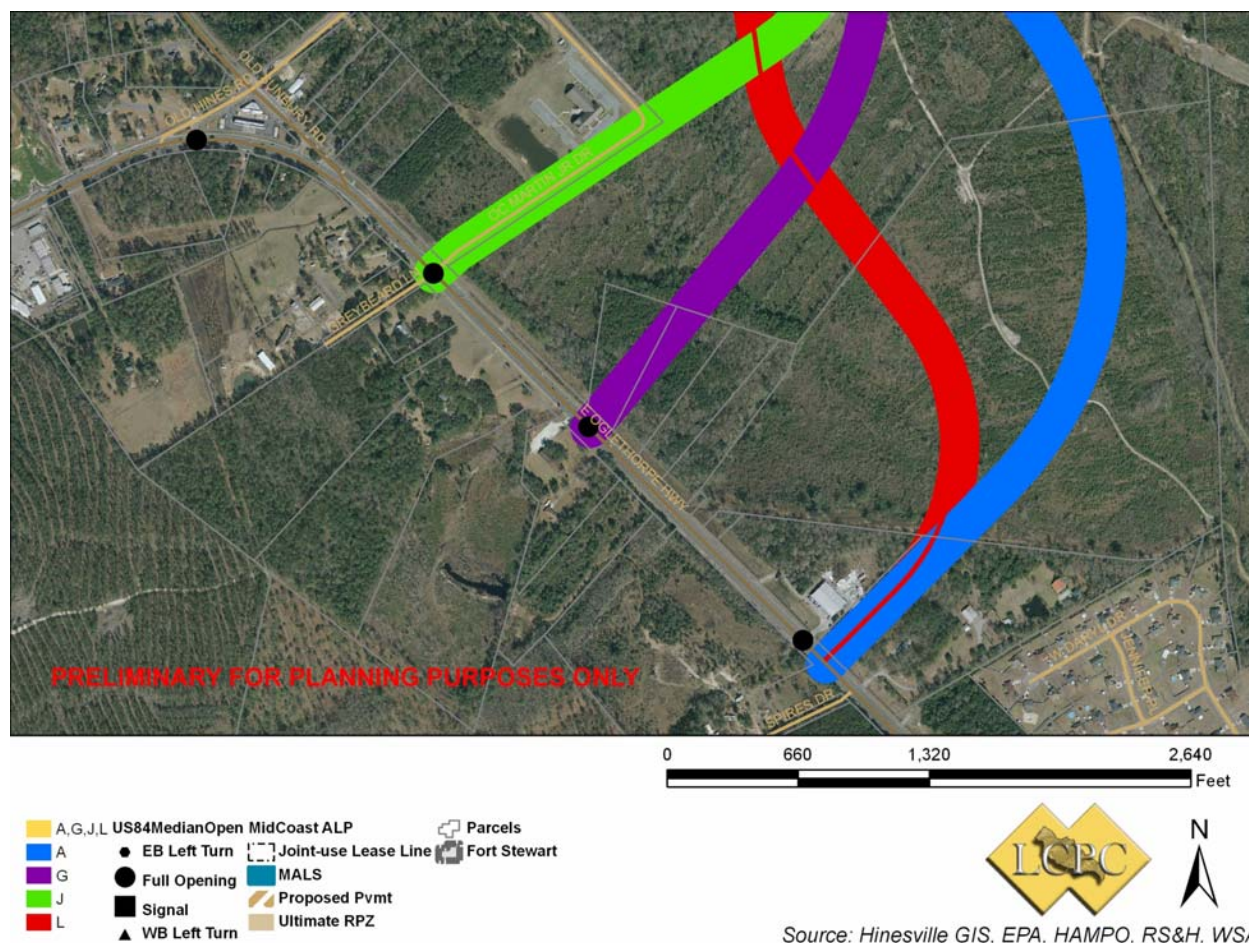 OLD HINES RD
OLD SUNBURY RD
OC MARTIN JR DR
GREYBEARD L
E OGLETHORPE HWY
W DARY DR
SPIRES DR
PRELIMINARY FOR PLANNING PURPOSES ONLY
0 660 1,320 2,640
Feet
A,G,J,L
A
G
J
L
US84MedianOpen
EB Left Turn
Full Opening
Signal
WB Left Turn
MidCoast ALP
Joint-use Lease Line
MALS
Proposed Pvmt
Ultimate RPZ
Parcels
Fort Stewart
LCPC
N
Source: Hinesville GIS, EPA, HAMPO, RS&H, WSA